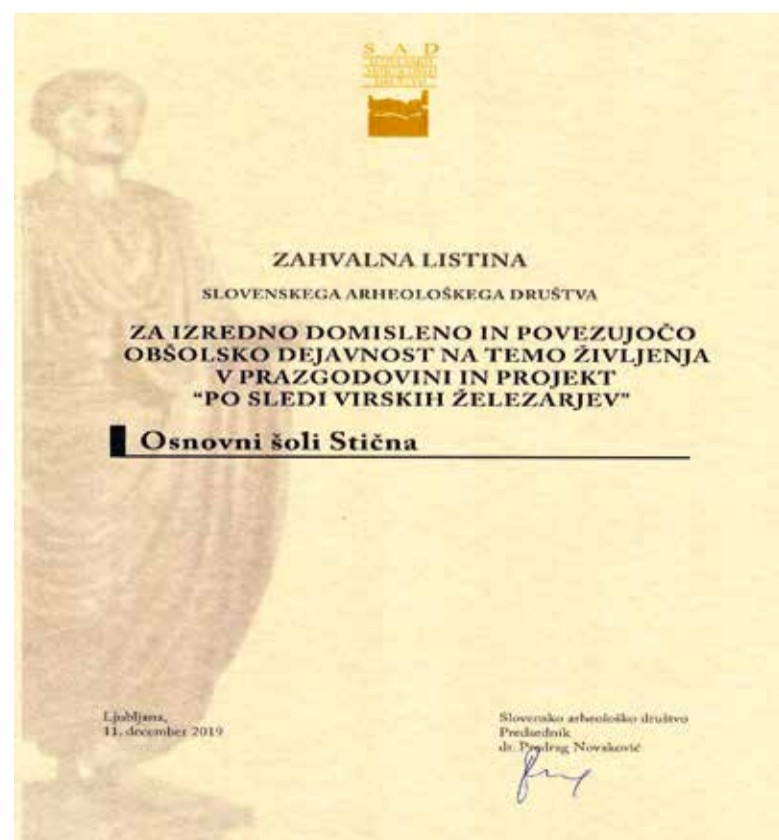 S A D
ZAHVALNA LISTINA
SLOVENSKEGA ARHEOLOŠKEGA DRUŠTVA
ZA IZREDNO DOMISLENO IN POVEZUJOČO
OBŠOLSKO DEJAVNOST NA TEMO ŽIVLJENJA
V PRAZGODOVINI IN PROJEKT
“PO SLEDI VIRSKIH ŽELEZARJEV”
Osnovni šoli Stična
Ljubljana,
11. december 2019
Slovensko arheološko društvo
Predsednik
dr. Predrag Novaković